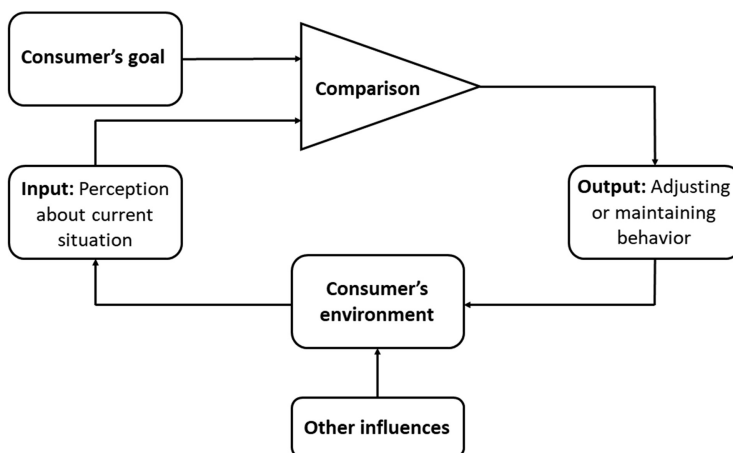 Consumer's goal
Comparison
Input: Perception
about current
situation
Output: Adjusting
or maintaining
behavior
Consumer's
environment
Other influences